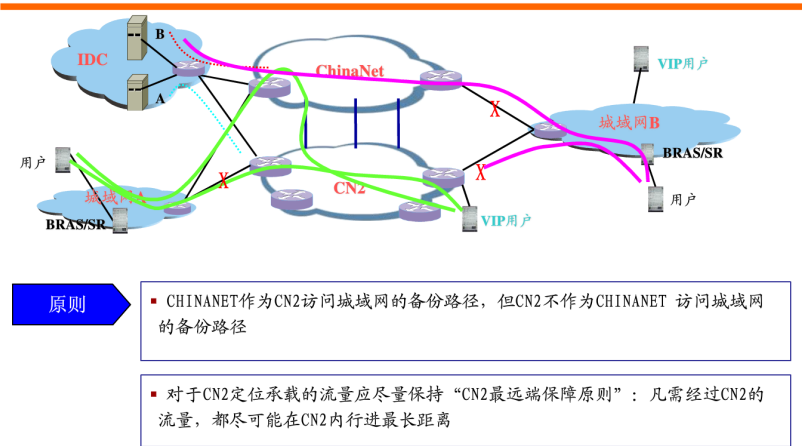 B
IDC
ChinaNet
VIP用户
A
X
城域网B
BRAS/SR
用户
X
X
城域网A
CN2
用户
BRAS/SR
VIP用户
原则
▪ CHINANET作为CN2访问城域网的备份路径，但CN2不作为CHINANET 访问城域网
的备份路径
▪ 对于CN2定位承载的流量应尽量保持“CN2最远端保障原则”：凡需经过CN2的
流量，都尽可能在CN2内行进最长距离